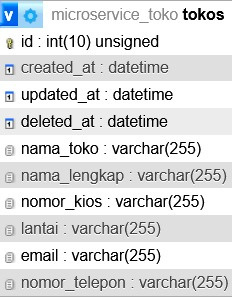 v microservice_toko tokos
id : int(10) unsigned
created_at : datetime
updated_at : datetime
deleted_at : datetime
nama_toko : varchar(255)
nama_lengkap : varchar(255)
nomor_kios : varchar(255)
lantai : varchar(255)
email : varchar(255)
nomor_telepon : varchar(255)